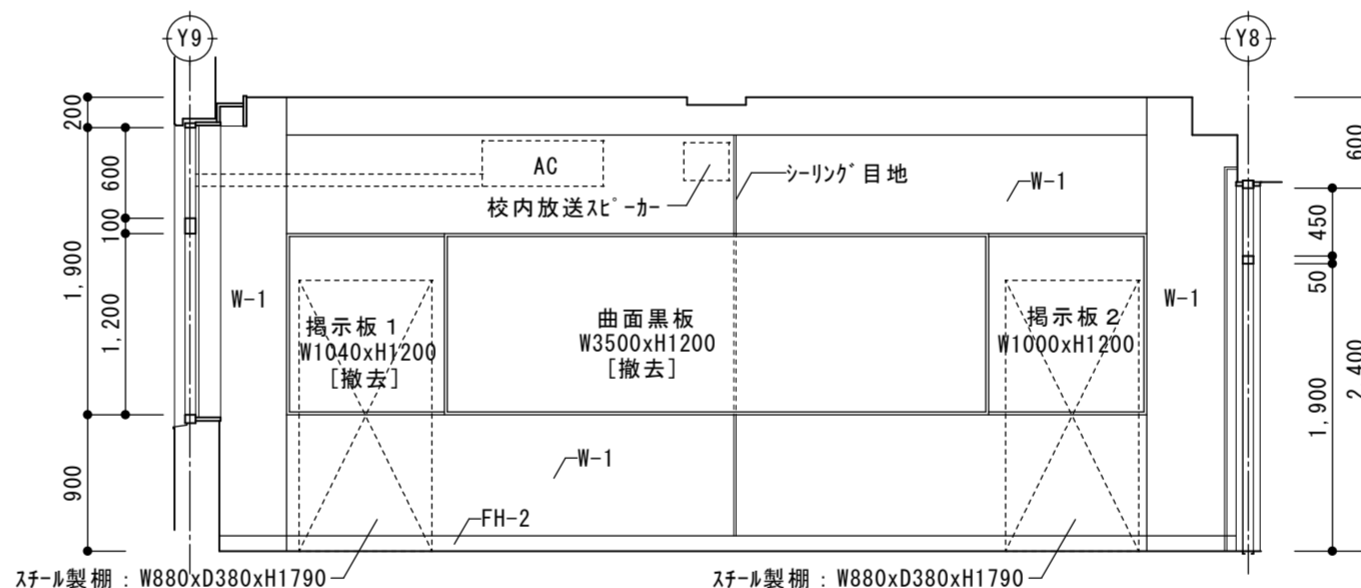 Y9
Y8
200
600
AC
シーリング目地
W-1
校内放送スピーカー
600
100
1,900
1,200
450
50
W-1
W-1
掲示板１
W1040xH1200
[撤去]
曲面黒板
W3500xH1200
[撤去]
掲示板２
W1000xH1200
2,400
1,900
900
W-1
FH-2
スチール製棚：W880xD380xH1790
スチール製棚：W880xD380xH1790